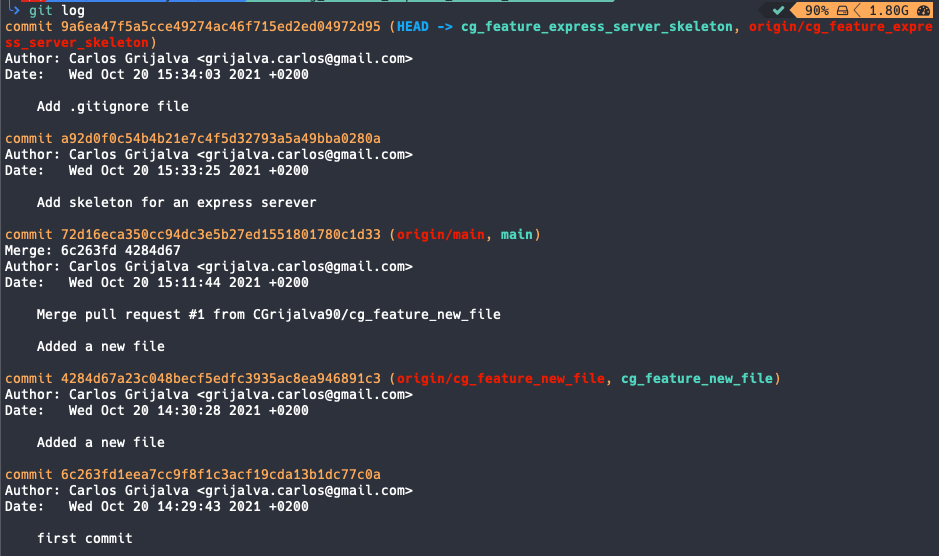 git log
90% 1.80G
commit 9a6ea47f5a5cce49274ac46f715ed2ed04972d95 (HEAD -> cg_feature_express_server_skeleton, origin/cg_feature_expre
ss_server_skeleton)
Author: Carlos Grijalva <grijalva.carlos@gmail.com>
Date:   Wed Oct 20 15:34:03 2021 +0200
Add .gitignore file
commit a92d0f0c54b4b21e7c4f5d32793a5a49bba0280a
Author: Carlos Grijalva <grijalva.carlos@gmail.com>
Date:   Wed Oct 20 15:33:25 2021 +0200
Add skeleton for an express serever
commit 72d16eca350cc94dc3e5b27ed1551801780c1d33 (origin/main, main)
Merge: 6c263fd 4284d67
Author: Carlos Grijalva <grijalva.carlos@gmail.com>
Date:   Wed Oct 20 15:11:44 2021 +0200
Merge pull request #1 from CGrijalva90/cg_feature_new_file
Added a new file
commit 4284d67a23c048becf5edfc3935ac8ea946891c3 (origin/cg_feature_new_file, cg_feature_new_file)
Author: Carlos Grijalva <grijalva.carlos@gmail.com>
Date:   Wed Oct 20 14:30:28 2021 +0200
Added a new file
commit 6c263fd1eea7cc9f8f1c3acf19cda13b1dc77c0a
Author: Carlos Grijalva <grijalva.carlos@gmail.com>
Date:   Wed Oct 20 14:29:43 2021 +0200
first commit